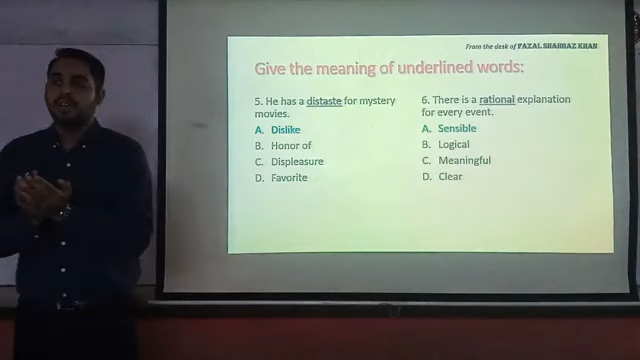 From the desk of FAZAL SHAHBAZ KHAN
Give the meaning of underlined words:
5. He has a distaste for mystery
movies.
A. Dislike
B. Honor of
C. Displeasure
D. Favorite
6. There is a rational explanation
for every event.
A. Sensible
B. Logical
C. Meaningful
D. Clear